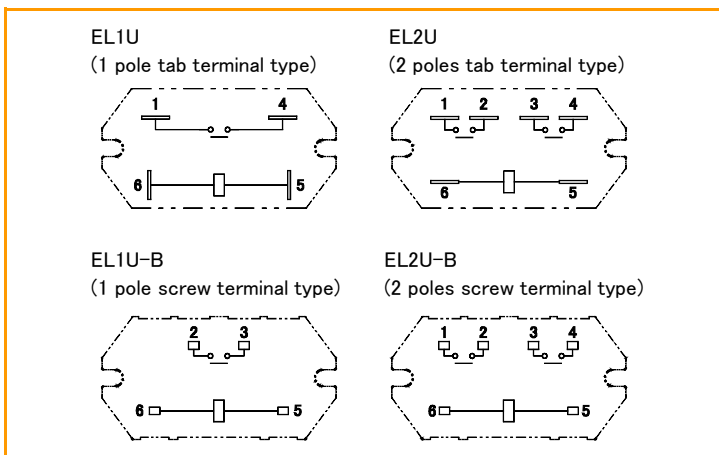 EL1U
(1 pole tab terminal type)
1 4
6 5
EL2U
(2 poles tab terminal type)
1 2 3 4
6 5
EL1U-B
(1 pole screw terminal type)
2 3
6 5
EL2U-B
(2 poles screw terminal type)
1 2 3 4
6 5